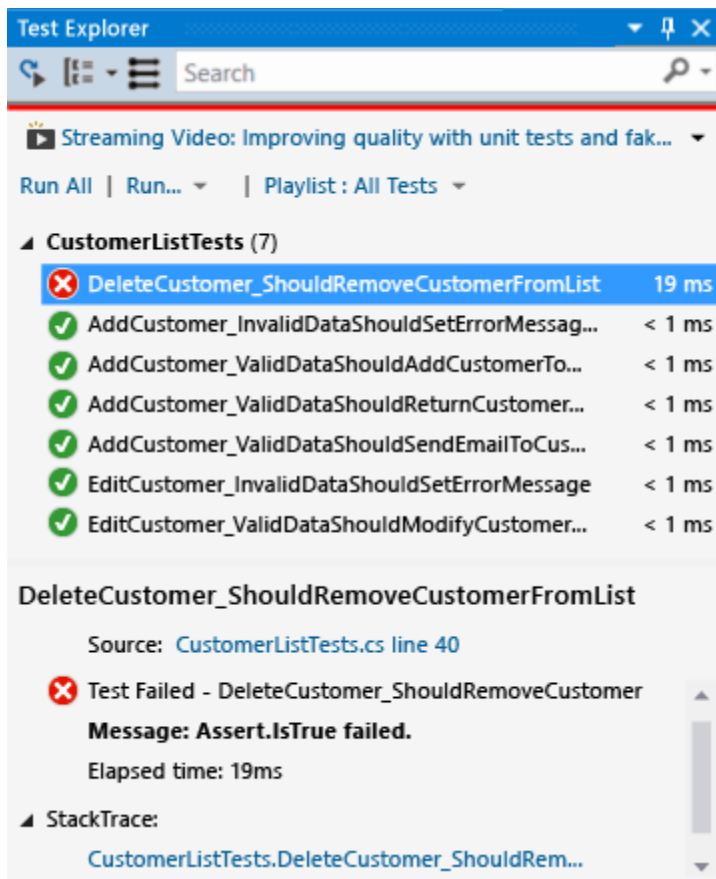 Test Explorer
Search
Streaming Video: Improving quality with unit tests and fak...
Run All | Run... | Playlist : All Tests
CustomerListTests (7)
DeleteCustomer_ShouldRemoveCustomerFromList 19 ms
AddCustomer_InvalidDataShouldSetErrorMessag... < 1 ms
AddCustomer_ValidDataShouldAddCustomerTo... < 1 ms
AddCustomer_ValidDataShouldReturnCustomer... < 1 ms
AddCustomer_ValidDataShouldSendEmailToCus... < 1 ms
EditCustomer_InvalidDataShouldSetErrorMessage < 1 ms
EditCustomer_ValidDataShouldModifyCustomer... < 1 ms
DeleteCustomer_ShouldRemoveCustomerFromList
Source: CustomerListTests.cs line 40
Test Failed - DeleteCustomer_ShouldRemoveCustomer
Message: Assert.IsTrue failed.
Elapsed time: 19ms
StackTrace:
CustomerListTests.DeleteCustomer_ShouldRem...